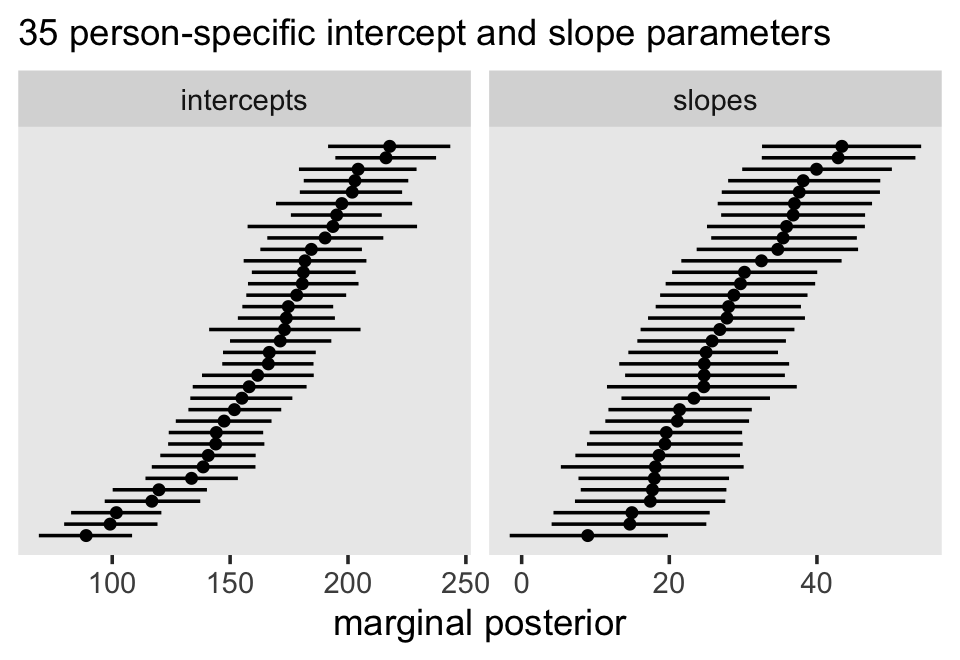 35 person-specific intercept and slope parameters
intercepts
slopes
100 150 200 250
0 20 40
marginal posterior